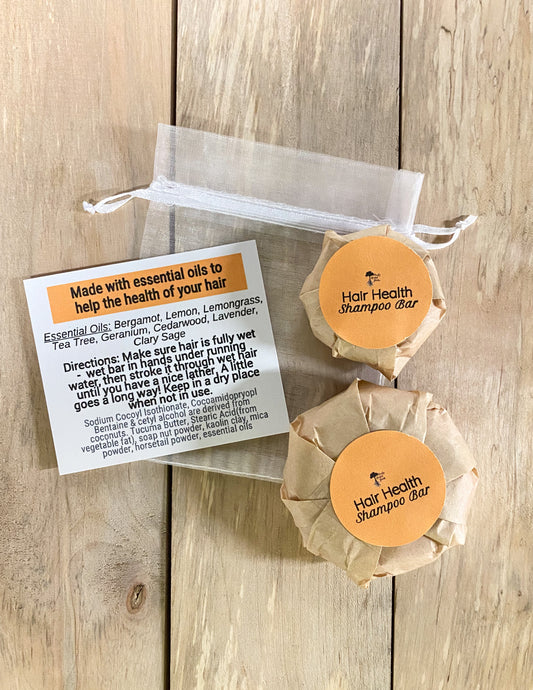 Made with essential oils to
help the health of your hair
Essential Oils: Bergamot, Lemon, Lemongrass,
Tea Tree, Geranium, Cedarwood, Lavender,
Clary Sage
Directions: Make sure hair is fully wet
- wet bar in hands under running
water, then stroke it through wet hair
until you have a nice lather. A little
goes a long way! Keep in a dry place
when not in use.
Sodium Cocoyl Isothionate, Cocoamidopryopl
Bentaine & cetyl alcohol are derived from
coconuts. Tucuma Butter, Stearic Acid(from
vegetable fat), soap nut powder, kaolin clay, mica
powder, horsetail powder, essential oils
Hair Health
Shampoo Bar
Hair Health
Shampoo Bar